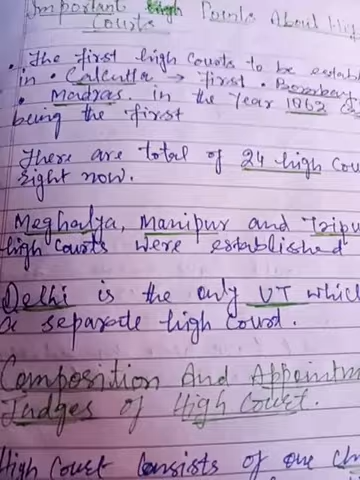 Important High Points About High
Courts
• The first high courts to be estab
in • Calcutta → first • Bombay
• Madras in the year 1862
being the first
There are total of 24 high Cou
right now.
Meghalya, Manipur and Tripu
high courts were established
Delhi is the only UT which
a separate high Court.
Composition And Appointm
Judges of High Court.
High Court Consists of one Ch